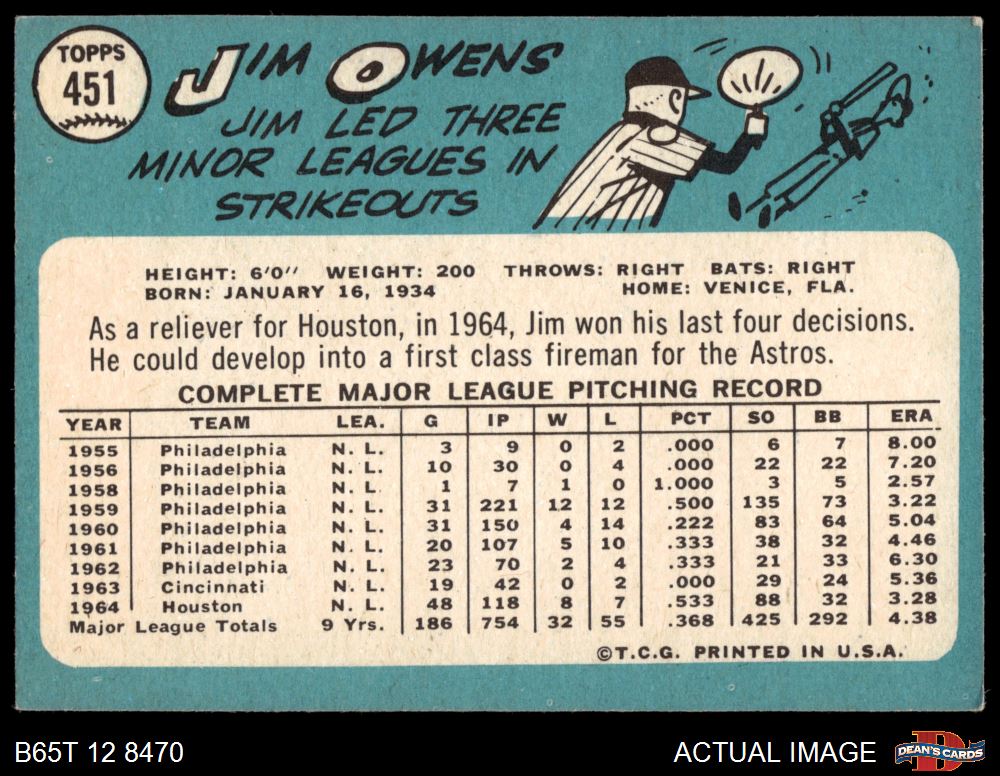 TOPPS
451
JIM OWENS
JIM LED THREE
MINOR LEAGUES IN
STRIKEOUTS
HEIGHT: 6'0" WEIGHT: 200 THROWS: RIGHT BATS: RIGHT
BORN: JANUARY 16, 1934 HOME: VENICE, FLA.
As a reliever for Houston, in 1964, Jim won his last four decisions.
He could develop into a first class fireman for the Astros.
COMPLETE MAJOR LEAGUE PITCHING RECORD
YEAR TEAM LEA. G IP W L PCT SO BB ERA
1955 Philadelphia N. L. 3 9 0 2 .000 6 7 8.00
1956 Philadelphia N. L. 10 30 0 4 .000 22 22 7.20
1958 Philadelphia N. L. 1 7 1 0 1.000 3 5 2.57
1959 Philadelphia N. L. 31 221 12 12 .500 135 73 3.22
1960 Philadelphia N. L. 31 150 4 14 .222 83 64 5.04
1961 Philadelphia N. L. 20 107 5 10 .333 38 32 4.46
1962 Philadelphia N. L. 23 70 2 4 .333 21 33 6.30
1963 Cincinnati N. L. 19 42 0 2 .000 29 24 5.36
1964 Houston N. L. 48 118 8 7 .533 88 32 3.28
Major League Totals 9 Yrs. 186 754 32 55 .368 425 292 4.38
©T.C.G. PRINTED IN U.S.A.
B65T 12 8470 ACTUAL IMAGE DEAN'S CARDS